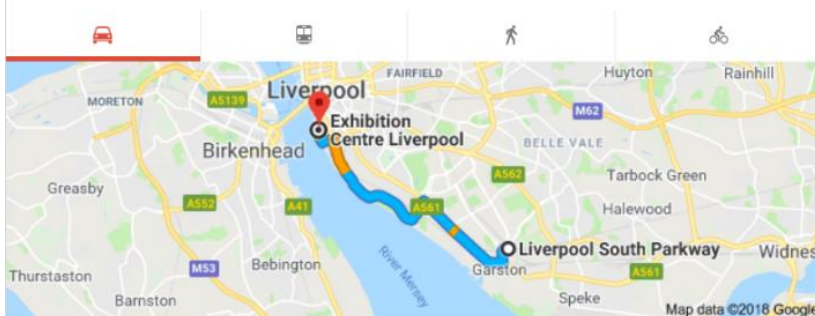 Liverpool
FAIRFIELD
Huyton
Rainhill
MORETON
A5139
M62
Exhibition
Centre Liverpool
Birkenhead
BELLE VALE
A562
Tarbock Green
Greasby
A552
A41
A561
Halewood
Liverpool South Parkway
Widnes
M53
Bebington
River Mersey
Garston
A561
Thurstaston
Barnston
Speke
Map data ©2018 Google